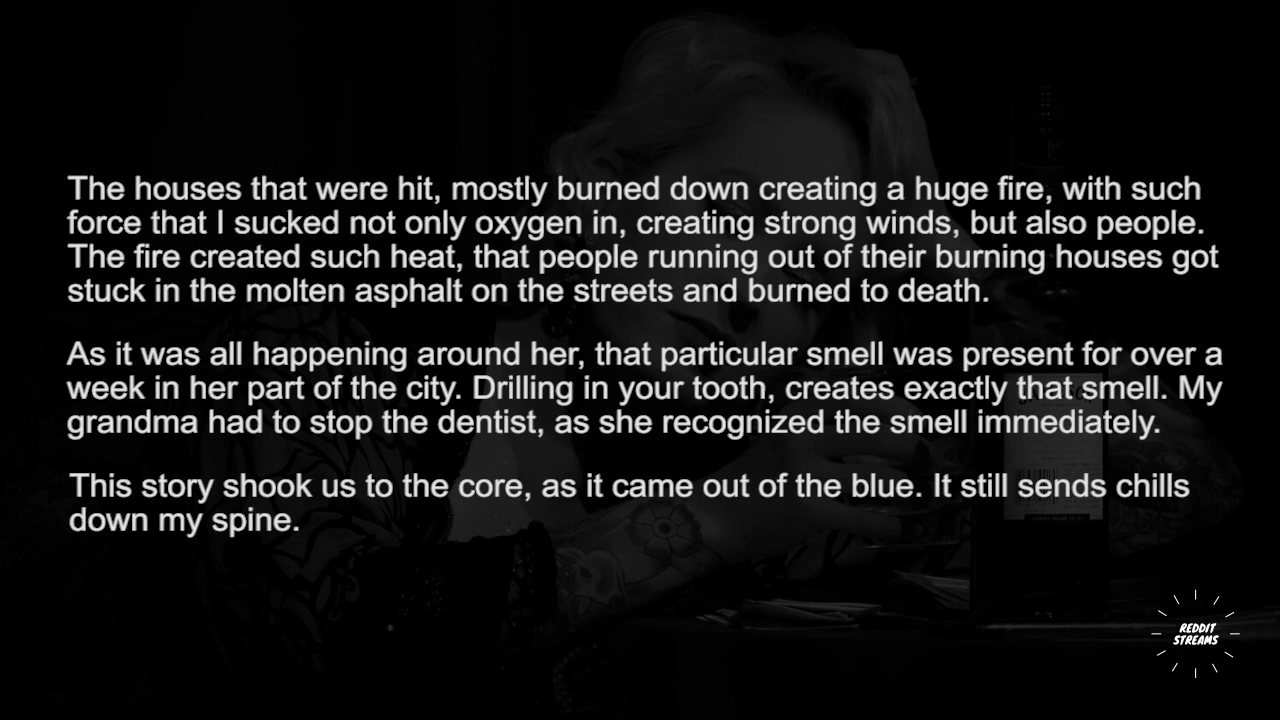 The houses that were hit, mostly burned down creating a huge fire, with such
force that I sucked not only oxygen in, creating strong winds, but also people.
The fire created such heat, that people running out of their burning houses got
stuck in the molten asphalt on the streets and burned to death.
As it was all happening around her, that particular smell was present for over a
week in her part of the city. Drilling in your tooth, creates exactly that smell. My
grandma had to stop the dentist, as she recognized the smell immediately.
This story shook us to the core, as it came out of the blue. It still sends chills
down my spine.
REDDIT
STREAMS